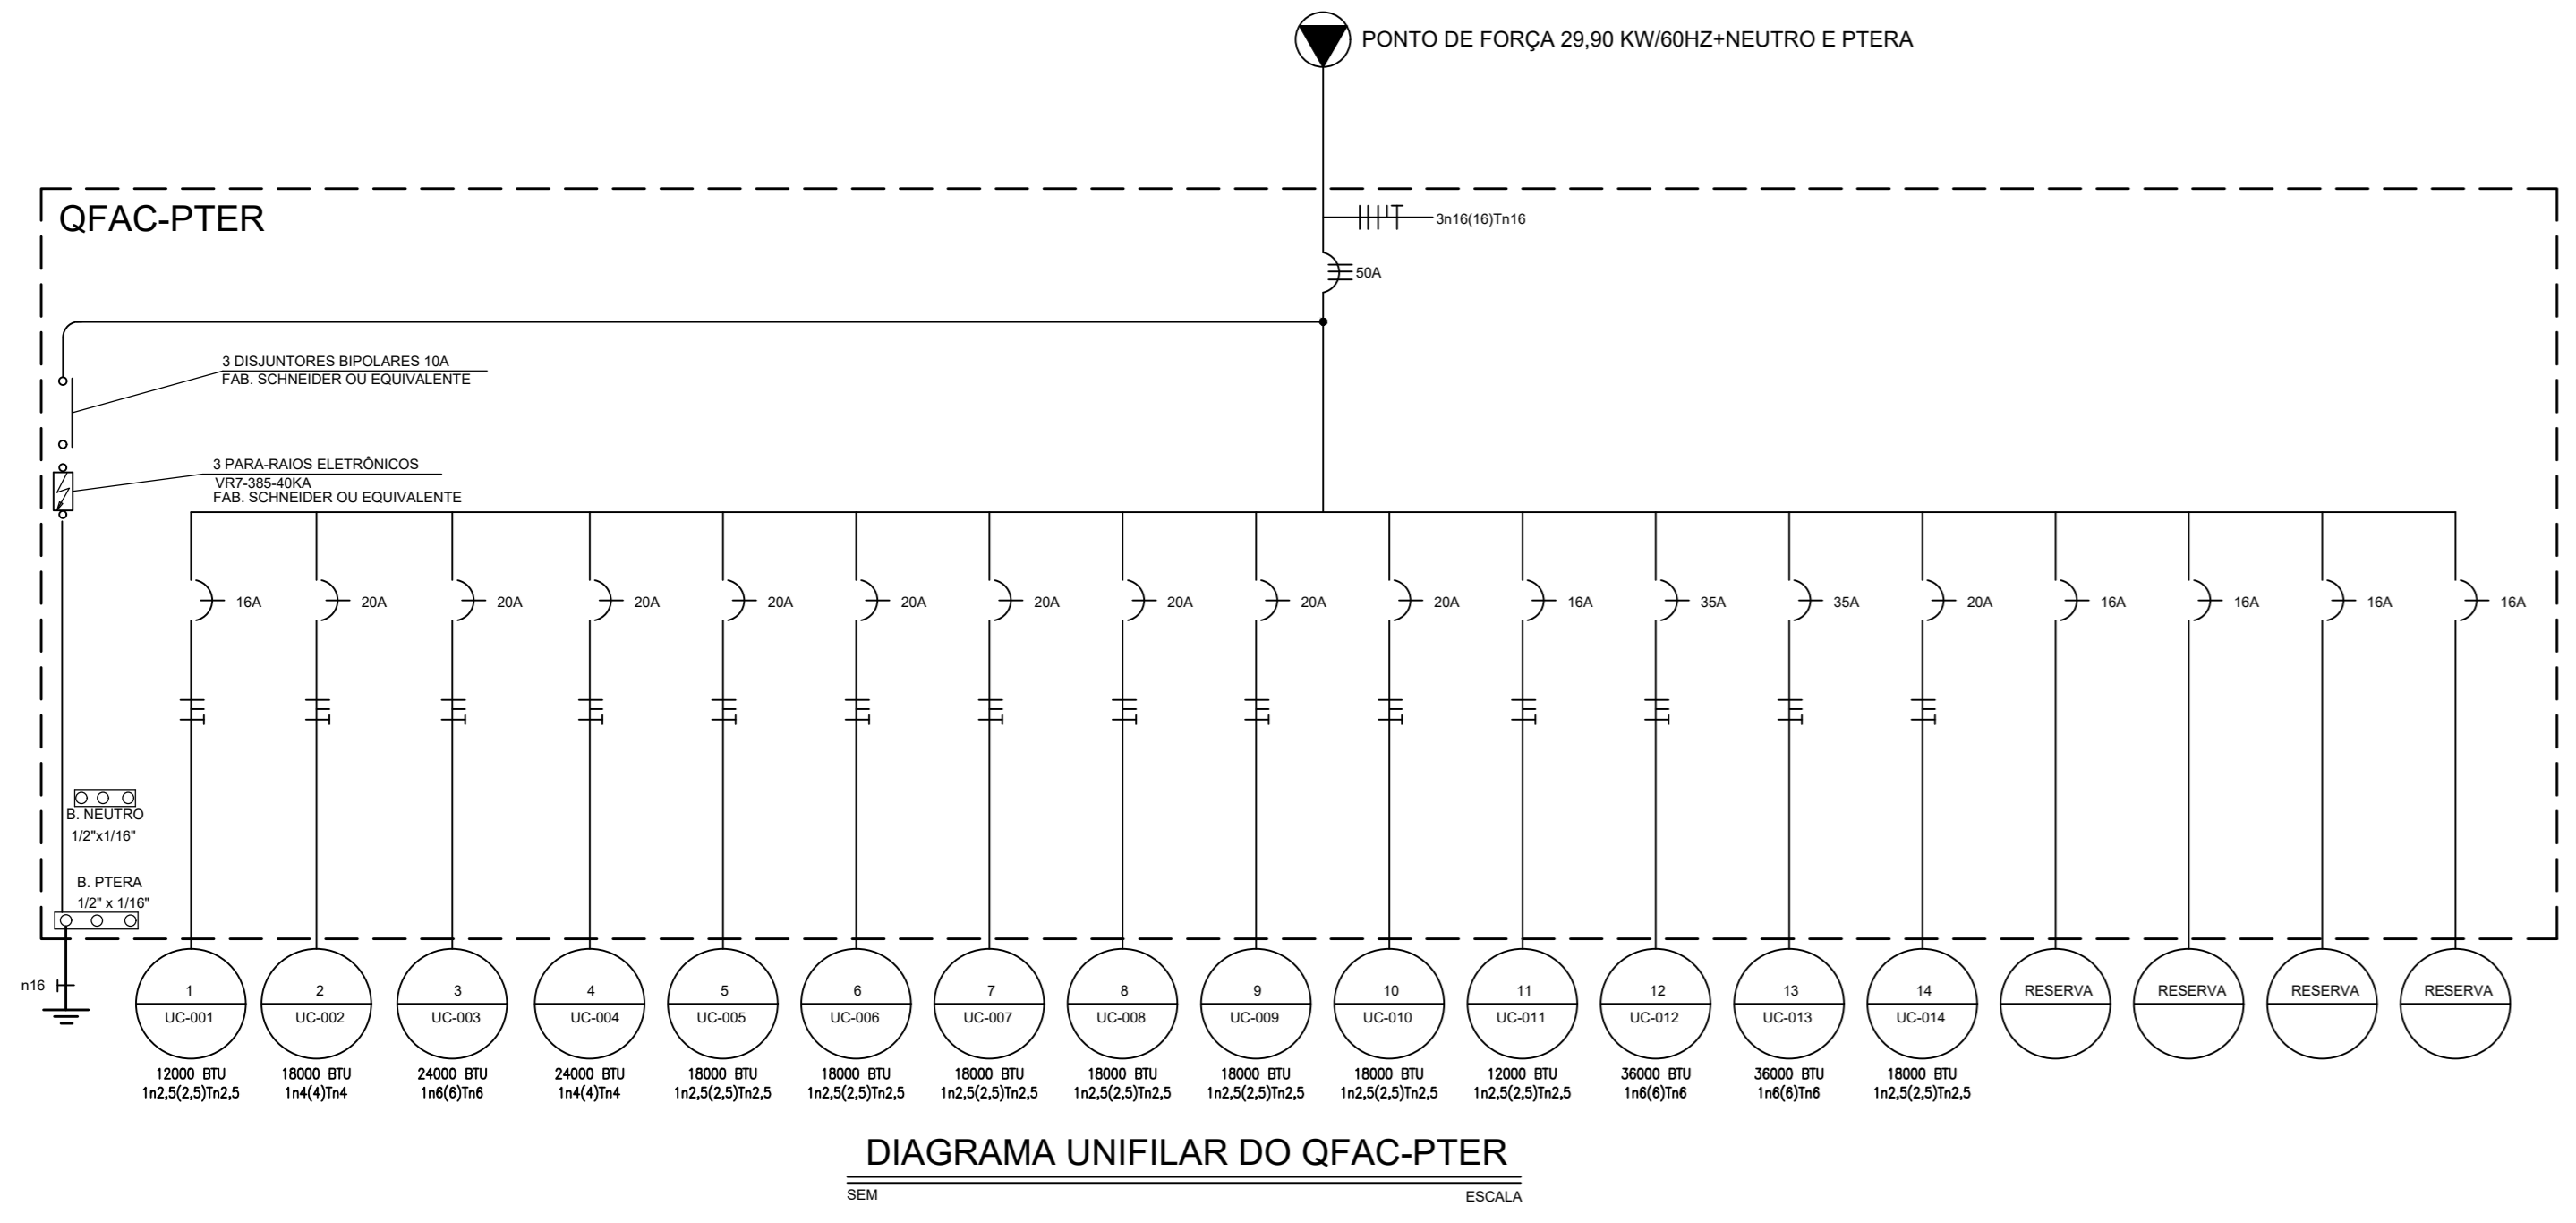 PONTO DE FORÇA 29,90 KW/60HZ+NEUTRO E PTERA
QFAC-PTER
3n16(16)Tn16
50A
3 DISJUNTORES BIPOLARES 10A
FAB. SCHNEIDER OU EQUIVALENTE
3 PARA-RAIOS ELETRÔNICOS
VR7-385-40KA
FAB. SCHNEIDER OU EQUIVALENTE
16A 20A 20A 20A 20A 20A 20A 20A 20A 20A 16A 35A 35A 20A 16A 16A 16A 16A
B. NEUTRO
1/2"x1/16"
B. PTERA
1/2" x 1/16"
n16
1 2 3 4 5 6 7 8 9 10 11 12 13 14 RESERVA RESERVA RESERVA RESERVA
UC-001 UC-002 UC-003 UC-004 UC-005 UC-006 UC-007 UC-008 UC-009 UC-010 UC-011 UC-012 UC-013 UC-014
12000 BTU 18000 BTU 24000 BTU 24000 BTU 18000 BTU 18000 BTU 18000 BTU 18000 BTU 18000 BTU 18000 BTU 12000 BTU 36000 BTU 36000 BTU 18000 BTU
1n2,5(2,5)Tn2,5 1n4(4)Tn4 1n6(6)Tn6 1n4(4)Tn4 1n2,5(2,5)Tn2,5 1n2,5(2,5)Tn2,5 1n2,5(2,5)Tn2,5 1n2,5(2,5)Tn2,5 1n2,5(2,5)Tn2,5 1n2,5(2,5)Tn2,5 1n2,5(2,5)Tn2,5 1n6(6)Tn6 1n6(6)Tn6 1n2,5(2,5)Tn2,5
DIAGRAMA UNIFILAR DO QFAC-PTER
SEM ESCALA